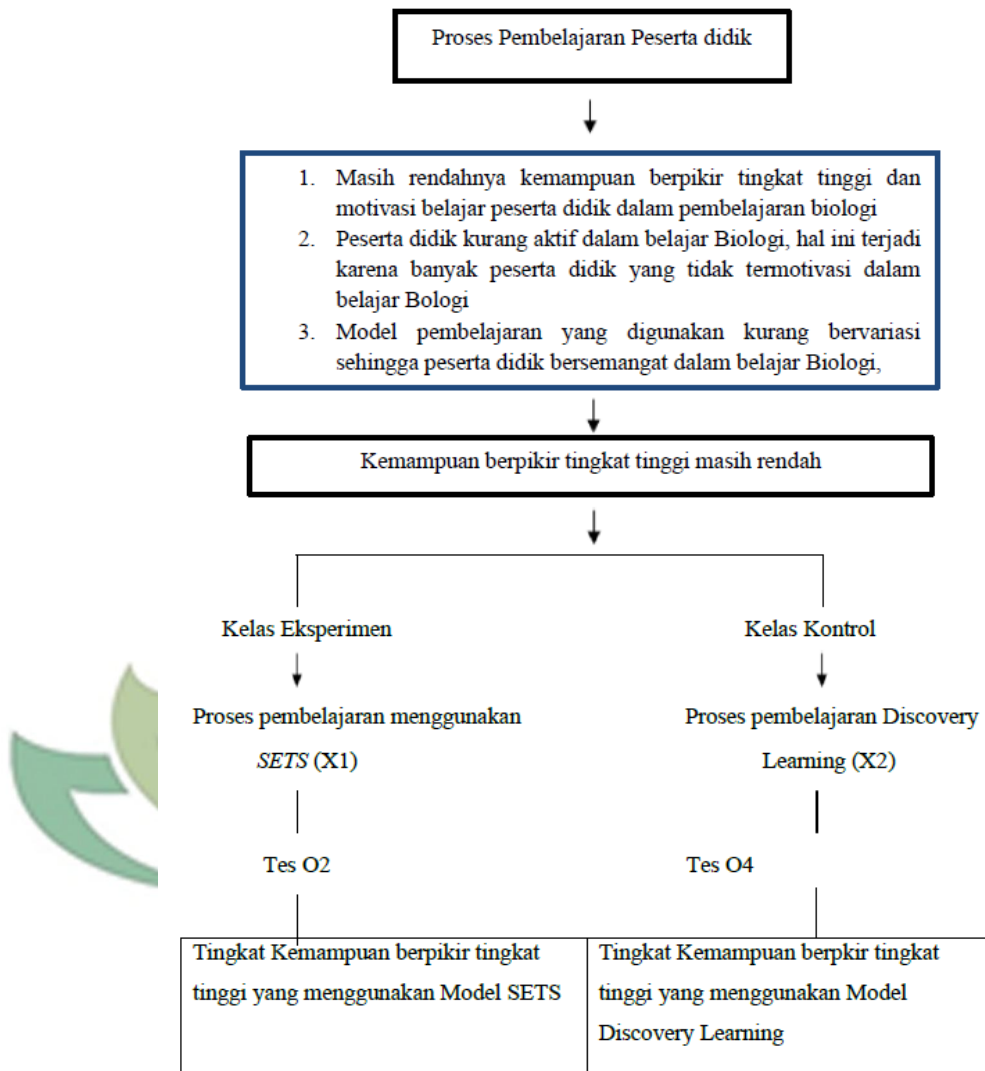 Proses Pembelajaran Peserta didik
1. Masih rendahnya kemampuan berpikir tingkat tinggi dan
motivasi belajar peserta didik dalam pembelajaran biologi
2. Peserta didik kurang aktif dalam belajar Biologi, hal ini terjadi
karena banyak peserta didik yang tidak termotivasi dalam
belajar Bologi
3. Model pembelajaran yang digunakan kurang bervariasi
sehingga peserta didik bersemangat dalam belajar Biologi,
Kemampuan berpikir tingkat tinggi masih rendah
Kelas Eksperimen
Kelas Kontrol
Proses pembelajaran menggunakan
SETS (X1)
Proses pembelajaran Discovery
Learning (X2)
Tes O2
Tes O4
Tingkat Kemampuan berpikir tingkat
tinggi yang menggunakan Model SETS
Tingkat Kemampuan berpkir tingkat
tinggi yang menggunakan Model
Discovery Learning